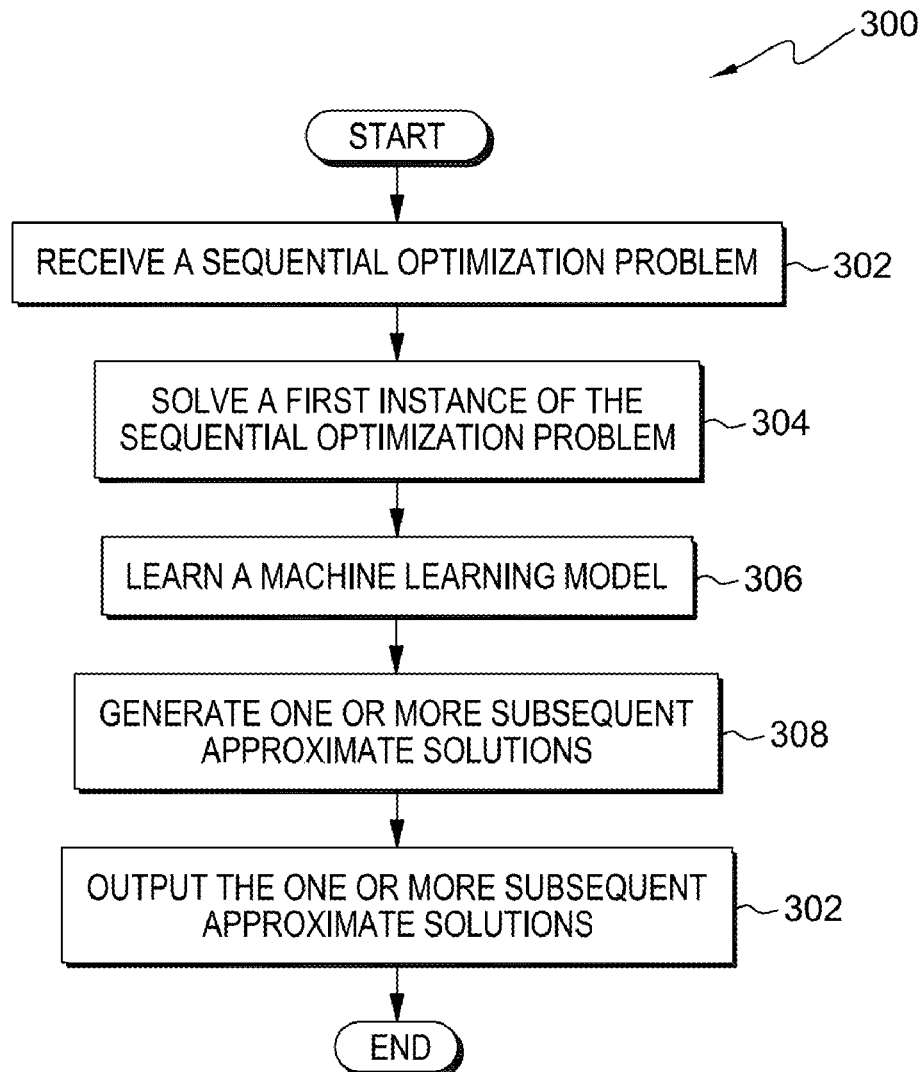 300
START
RECEIVE A SEQUENTIAL OPTIMIZATION PROBLEM
302
SOLVE A FIRST INSTANCE OF THE
SEQUENTIAL OPTIMIZATION PROBLEM
304
LEARN A MACHINE LEARNING MODEL
306
GENERATE ONE OR MORE SUBSEQUENT
APPROXIMATE SOLUTIONS
308
OUTPUT THE ONE OR MORE SUBSEQUENT
APPROXIMATE SOLUTIONS
302
END